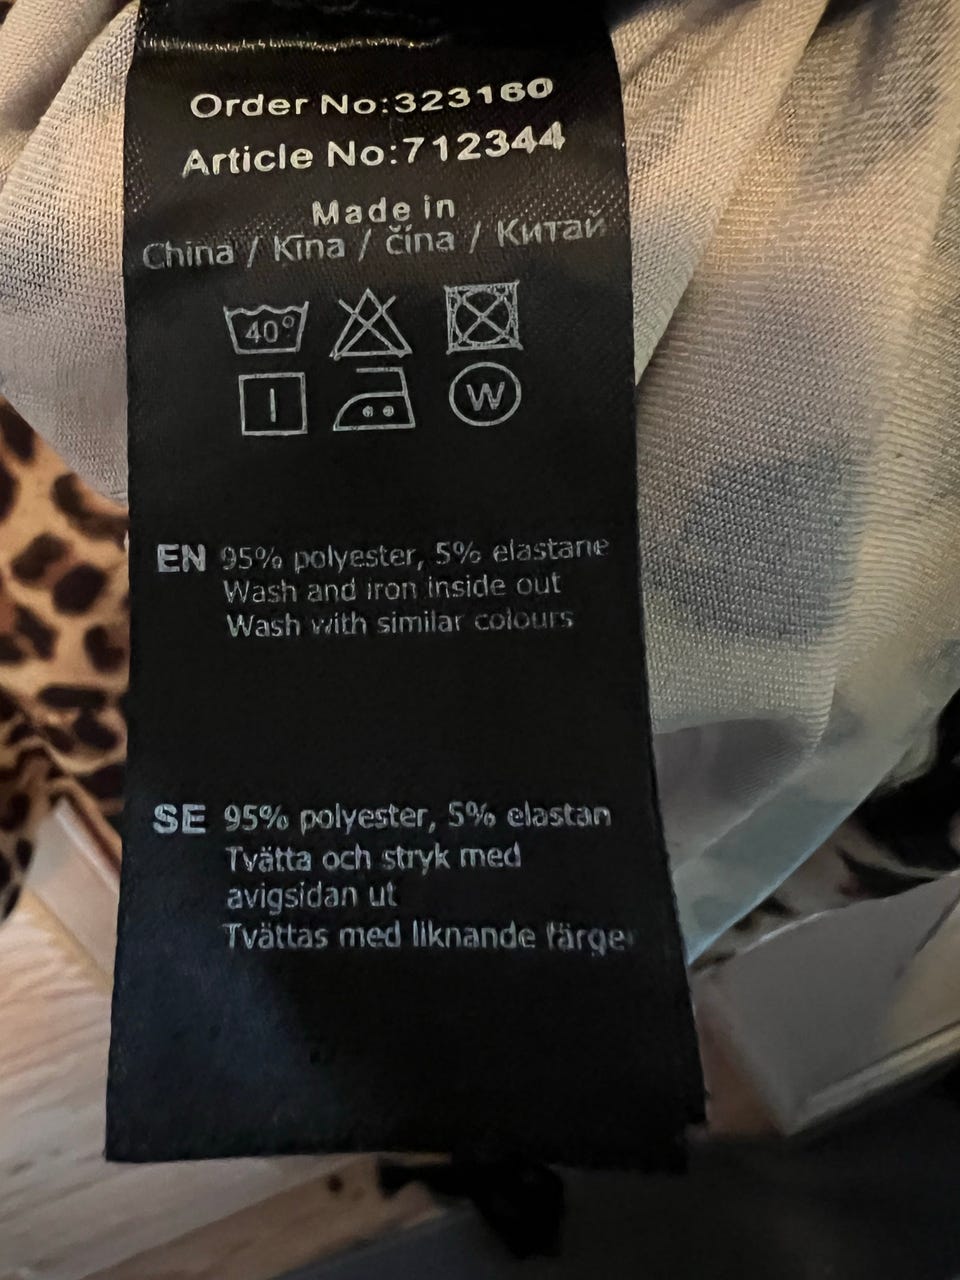 Order No:323160
Article No:712344
Made in
China / Ķīna / čína / Китай
40°
W
EN 95% polyester, 5% elastane
Wash and iron inside out
Wash with similar colours
SE 95% polyester, 5% elastan
Tvätta och stryk med
avigsidan ut
Tvättas med liknande färger